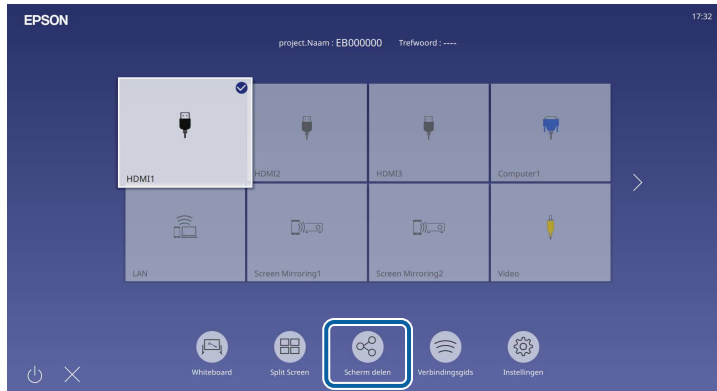 EPSON
17:32
project.Naam : EB000000 Trefwoord : ----
HDMI1
HDMI2
HDMI3
Computer1
LAN
Screen Mirroring1
Screen Mirroring2
Video
Whiteboard
Split Screen
Scherm delen
Verbindingsgids
Instellingen